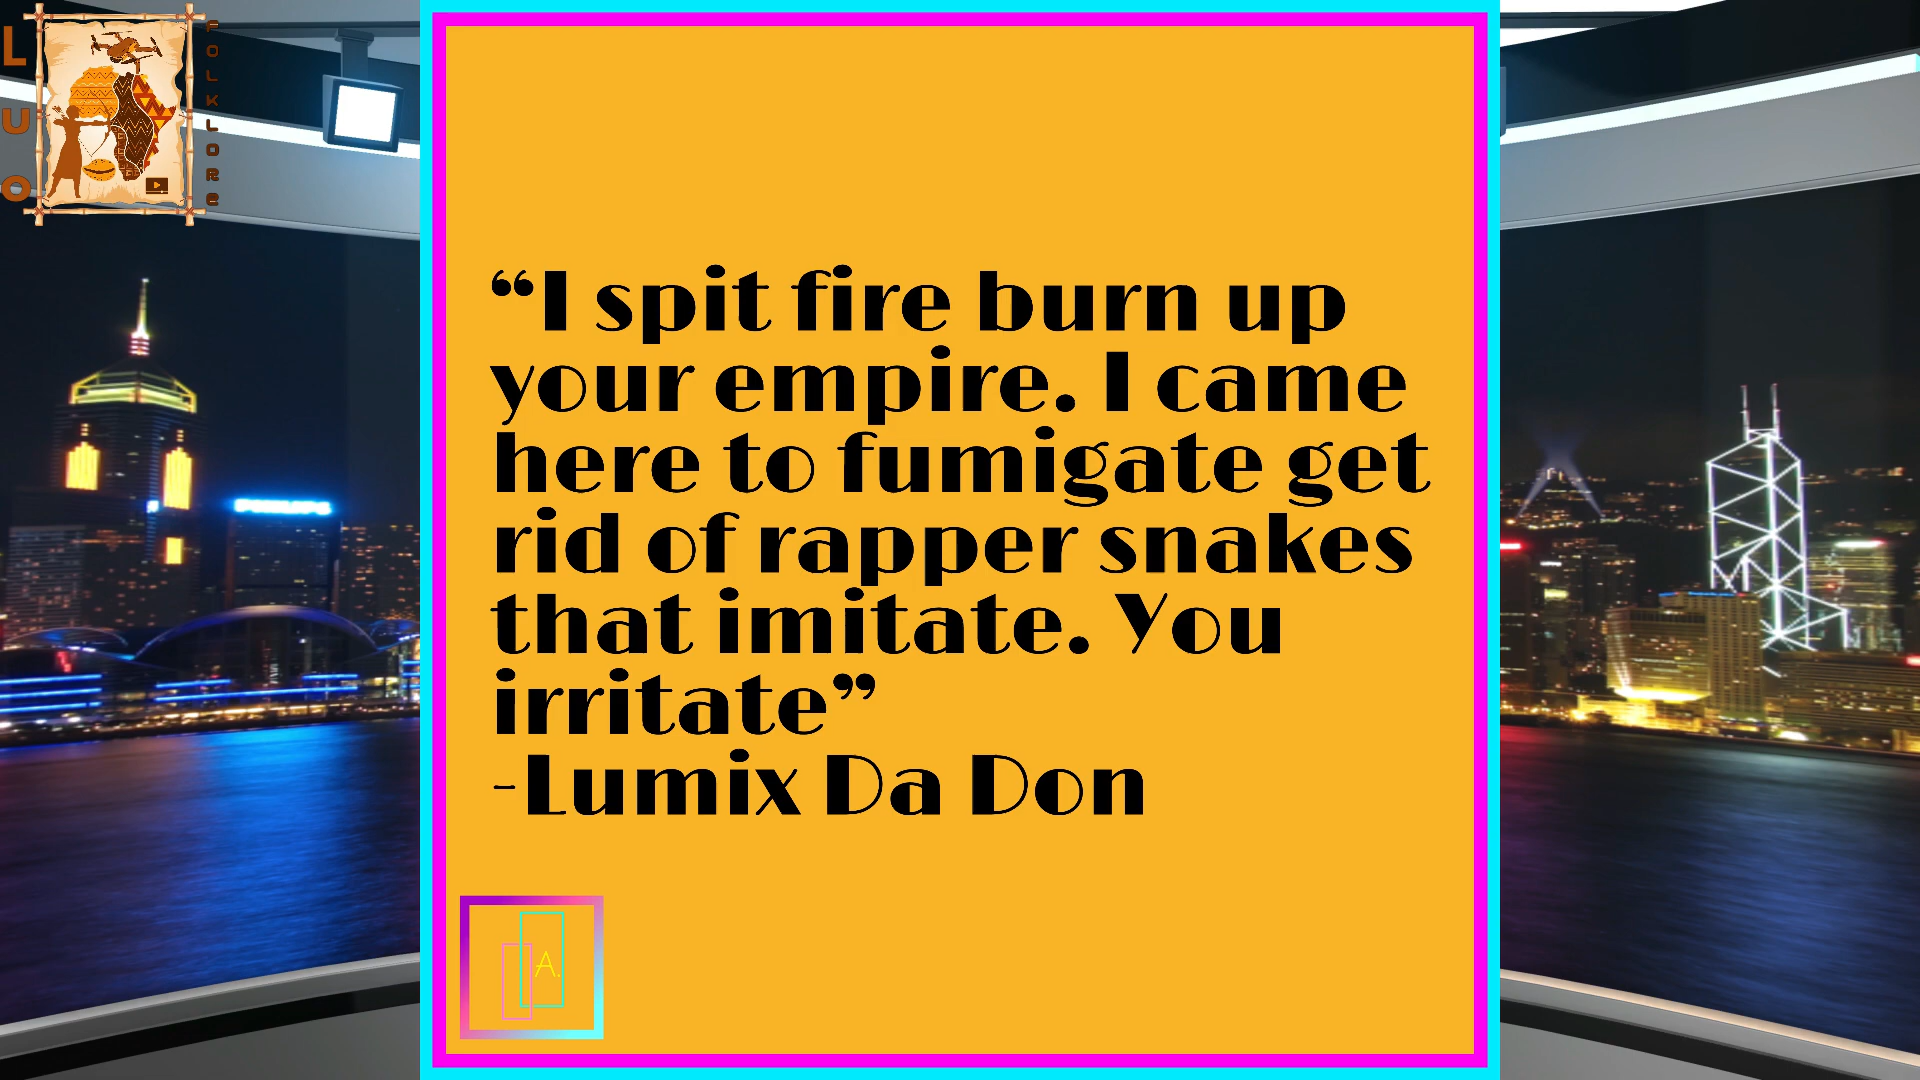 LUO
FOLKLORE
“I spit fire burn up
your empire. I came
here to fumigate get
rid of rapper snakes
that imitate. You
irritate”
-Lumix Da Don
A.
PHILIPS